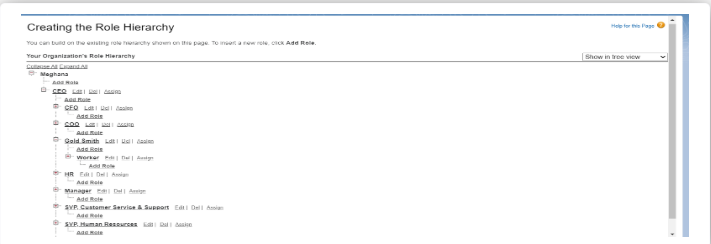 Creating the Role Hierarchy
Help for this Page
You can build on the existing role hierarchy shown on this page. To insert a new role, click Add Role.
Your Organization's Role Hierarchy
Show in tree view
Collapse All Expand All
Meghana
Add Role
CEO Edit | Del | Assign
Add Role
CFO Edit | Del | Assign
Add Role
COO Edit | Del | Assign
Add Role
Gold Smith Edit | Del | Assign
Add Role
Worker Edit | Del | Assign
Add Role
HR Edit | Del | Assign
Add Role
Manager Edit | Del | Assign
Add Role
SVP, Customer Service & Support Edit | Del | Assign
Add Role
SVP, Human Resources Edit | Del | Assign
Add Role